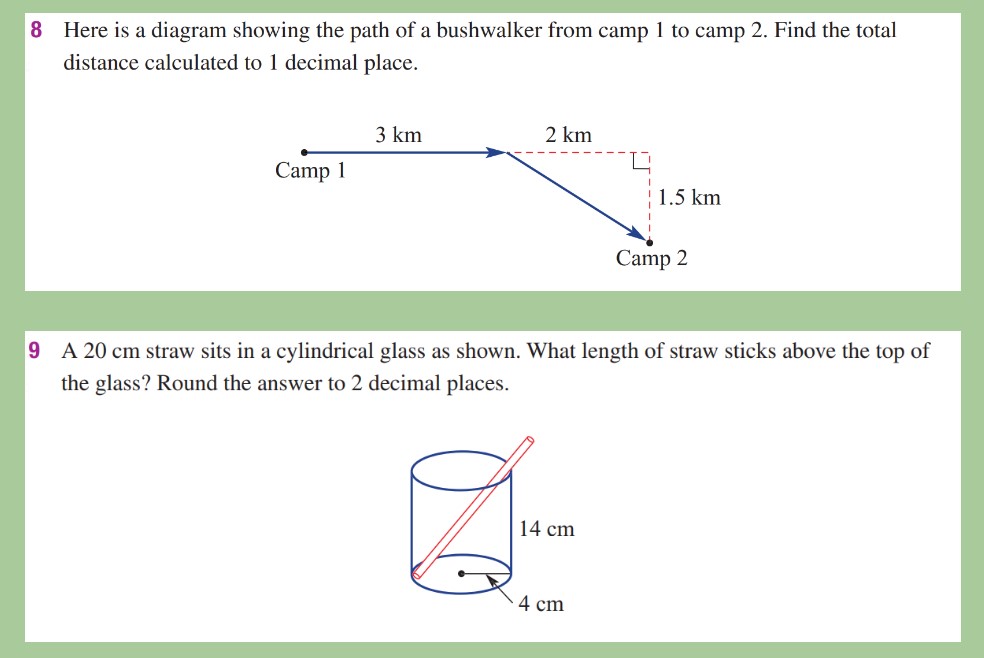 8 Here is a diagram showing the path of a bushwalker from camp 1 to camp 2. Find the total
distance calculated to 1 decimal place.
3 km 2 km
Camp 1
1.5 km
Camp 2
9 A 20 cm straw sits in a cylindrical glass as shown. What length of straw sticks above the top of
the glass? Round the answer to 2 decimal places.
14 cm
4 cm